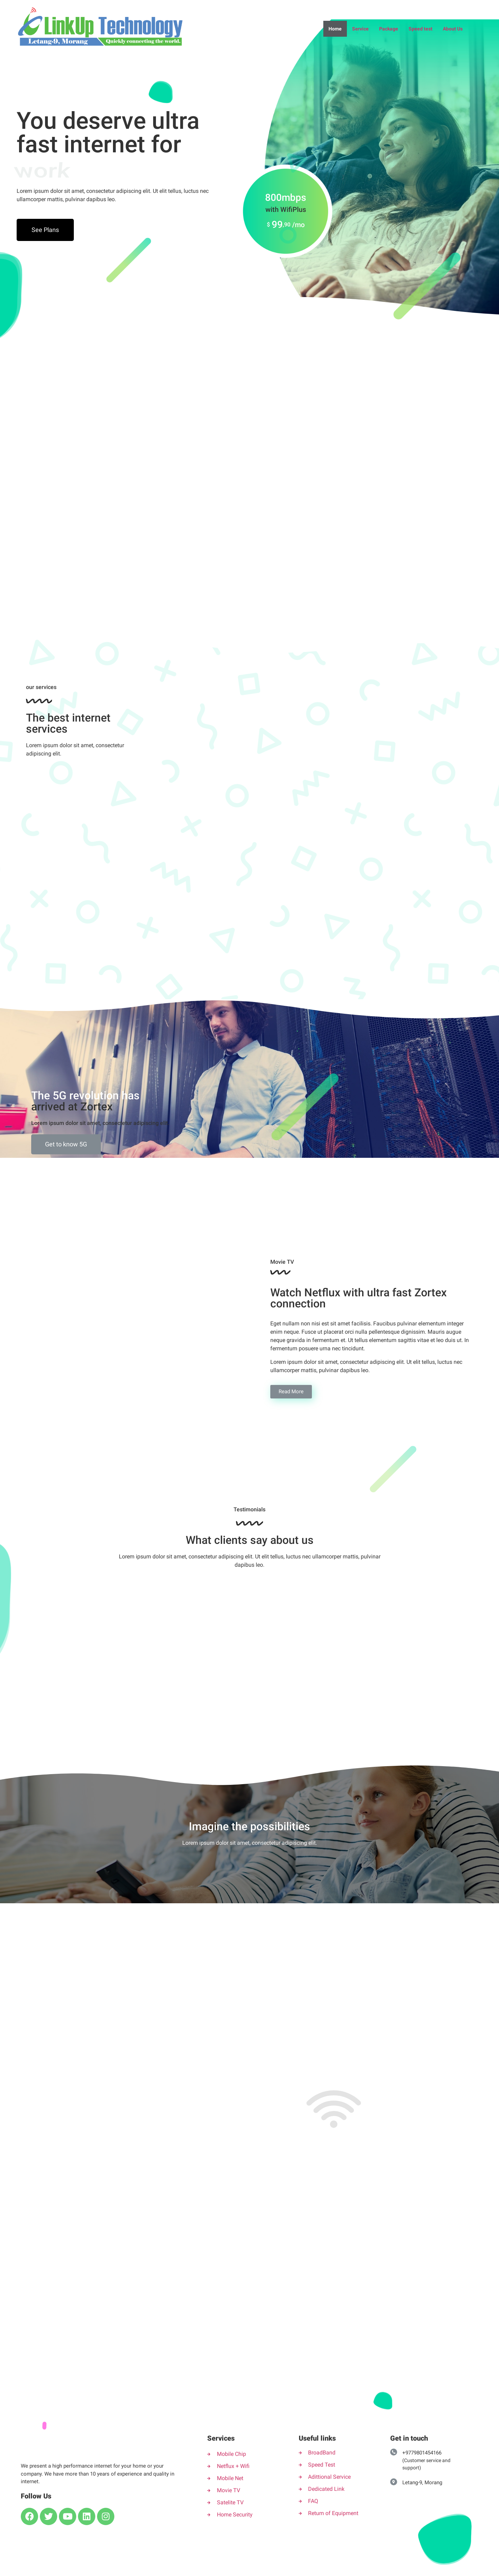 LinkUp Technology
Letang-9, Morang Quickly connecting the world.
Home Service Package Speed test About Us
You deserve ultra
fast internet for
work
Lorem ipsum dolor sit amet, consectetur adipiscing elit. Ut elit tellus, luctus nec
ullamcorper mattis, pulvinar dapibus leo.
See Plans
800mbps
with WifiPlus
$ 99,90 /mo
our services
The best internet
services
Lorem ipsum dolor sit amet, consectetur
adipiscing elit.
The 5G revolution has
arrived at Zortex
Lorem ipsum dolor sit amet, consectetur adipiscing elit.
Get to know 5G
Movie TV
Watch Netflux with ultra fast Zortex
connection
Eget nullam non nisi est sit amet facilisis. Faucibus pulvinar elementum integer
enim neque. Fusce ut placerat orci nulla pellentesque dignissim. Mauris augue
neque gravida in fermentum et. Ut tellus elementum sagittis vitae et leo duis ut. In
fermentum posuere urna nec tincidunt.
Lorem ipsum dolor sit amet, consectetur adipiscing elit. Ut elit tellus, luctus nec
ullamcorper mattis, pulvinar dapibus leo.
Read More
Testimonials
What clients say about us
Lorem ipsum dolor sit amet, consectetur adipiscing elit. Ut elit tellus, luctus nec ullamcorper mattis, pulvinar
dapibus leo.
Imagine the possibilities
Lorem ipsum dolor sit amet, consectetur adipiscing elit.
We present a high performance internet for your home or your
company. We have more than 10 years of experience and quality in
internet.
Follow Us
Services
Mobile Chip
Netflux + Wifi
Mobile Net
Movie TV
Satelite TV
Home Security
Useful links
BroadBand
Speed Test
Adittional Service
Dedicated Link
FAQ
Return of Equipment
Get in touch
+9779801454166
(Customer service and
support)
Letang-9, Morang